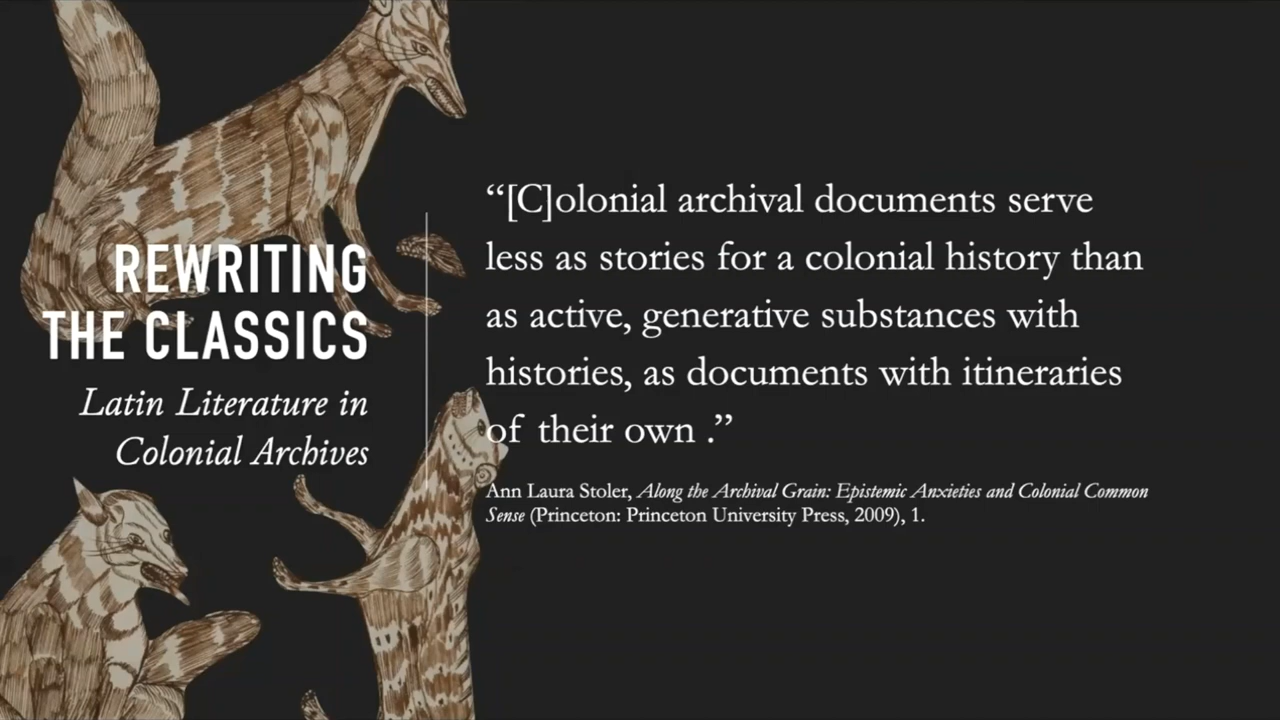 REWRITING
THE CLASSICS
Latin Literature in
Colonial Archives
“[C]olonial archival documents serve
less as stories for a colonial history than
as active, generative substances with
histories, as documents with itineraries
of their own .”
Ann Laura Stoler, Along the Archival Grain: Epistemic Anxieties and Colonial Common
Sense (Princeton: Princeton University Press, 2009), 1.